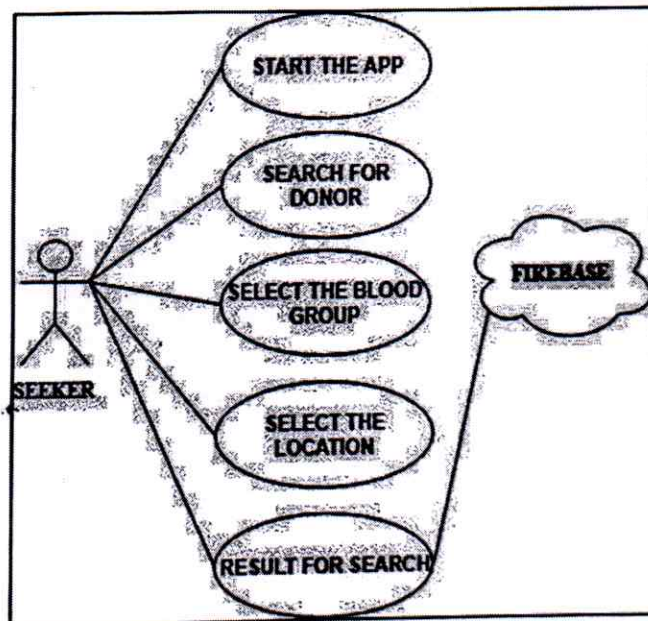 START THE APP
SEARCH FOR
DONOR
SELECT THE BLOOD
GROUP
FIREBASE
SEEKER
SELECT THE
LOCATION
RESULT FOR SEARCH